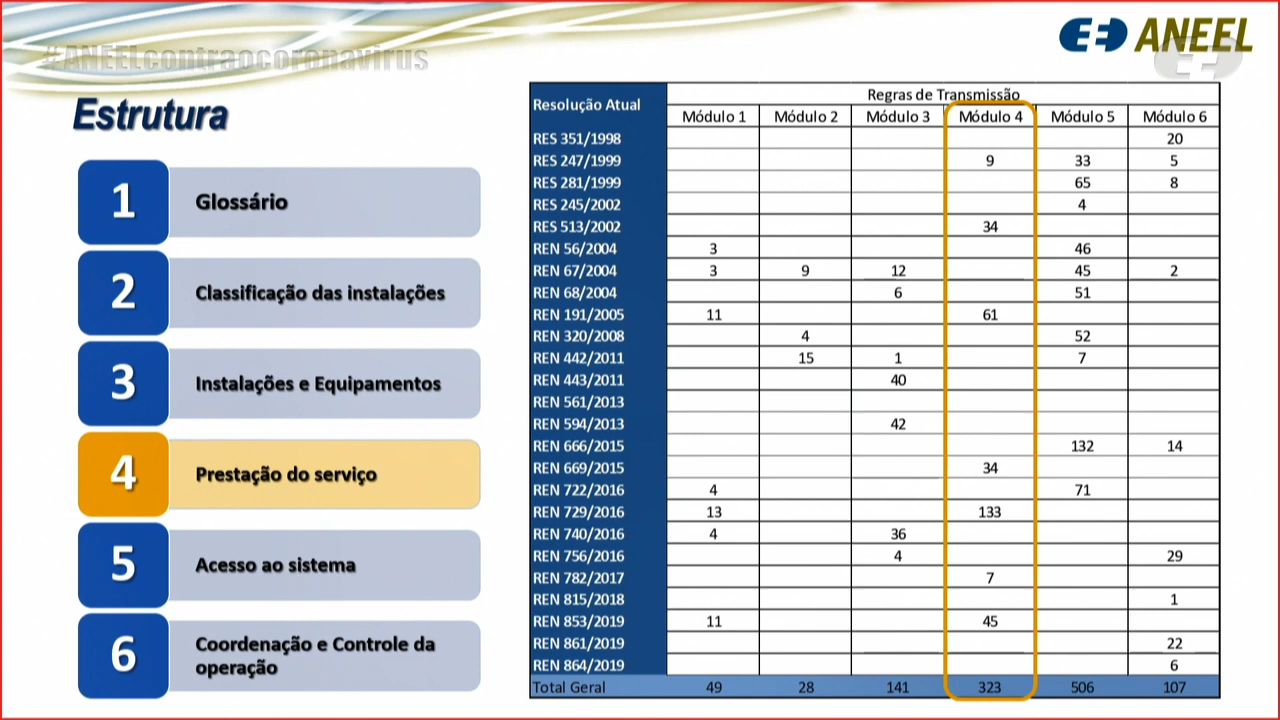 #ANEELcontraocoronavirus
ANEEL
Estrutura
1 Glossário
2 Classificação das instalações
3 Instalações e Equipamentos
4 Prestação do serviço
5 Acesso ao sistema
6 Coordenação e Controle da
operação
Resolução Atual Regras de Transmissão
Módulo 1 Módulo 2 Módulo 3 Módulo 4 Módulo 5 Módulo 6
RES 351/1998 20
RES 247/1999 9 33 5
RES 281/1999 65 8
RES 245/2002 4
RES 513/2002 34
REN 56/2004 3 46
REN 67/2004 3 9 12 45 2
REN 68/2004 6 51
REN 191/2005 11 61
REN 320/2008 4 52
REN 442/2011 15 1 7
REN 443/2011 40
REN 561/2013
REN 594/2013 42
REN 666/2015 132 14
REN 669/2015 34
REN 722/2016 4 71
REN 729/2016 13 133
REN 740/2016 4 36
REN 756/2016 4 29
REN 782/2017 7
REN 815/2018 1
REN 853/2019 11 45
REN 861/2019 22
REN 864/2019 6
Total Geral 49 28 141 323 506 107